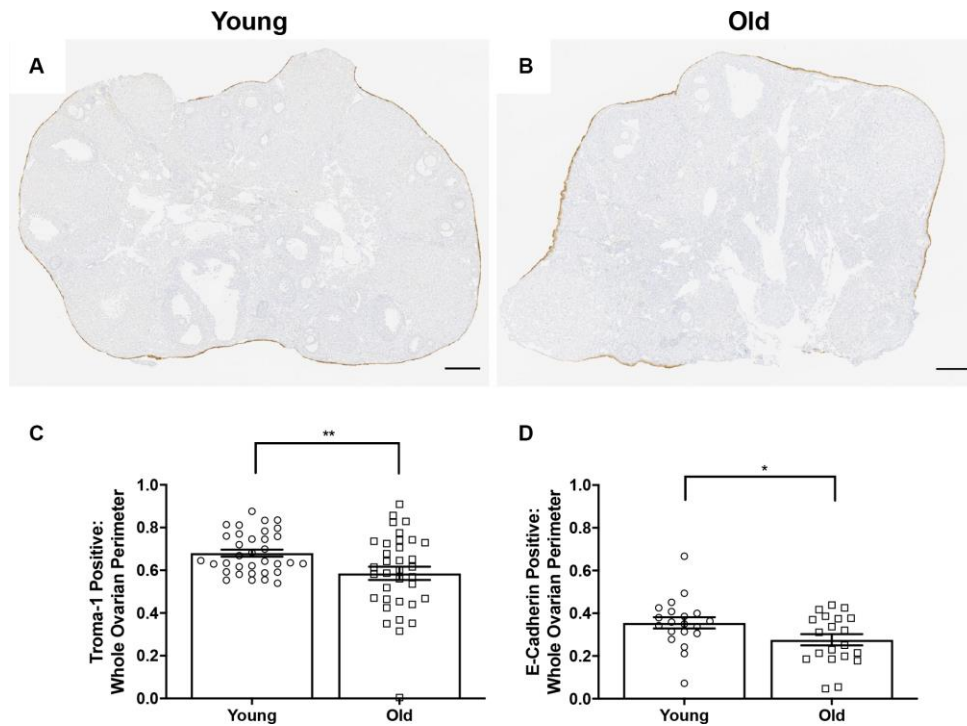 Young
Old
A
B
C
**
Troma-1 Positive:
Whole Ovarian Perimeter
1.0
0.8
0.6
0.4
0.2
0.0
Young
Old
D
*
E-Cadherin Positive:
Whole Ovarian Perimeter
1.0
0.8
0.6
0.4
0.2
0.0
Young
Old